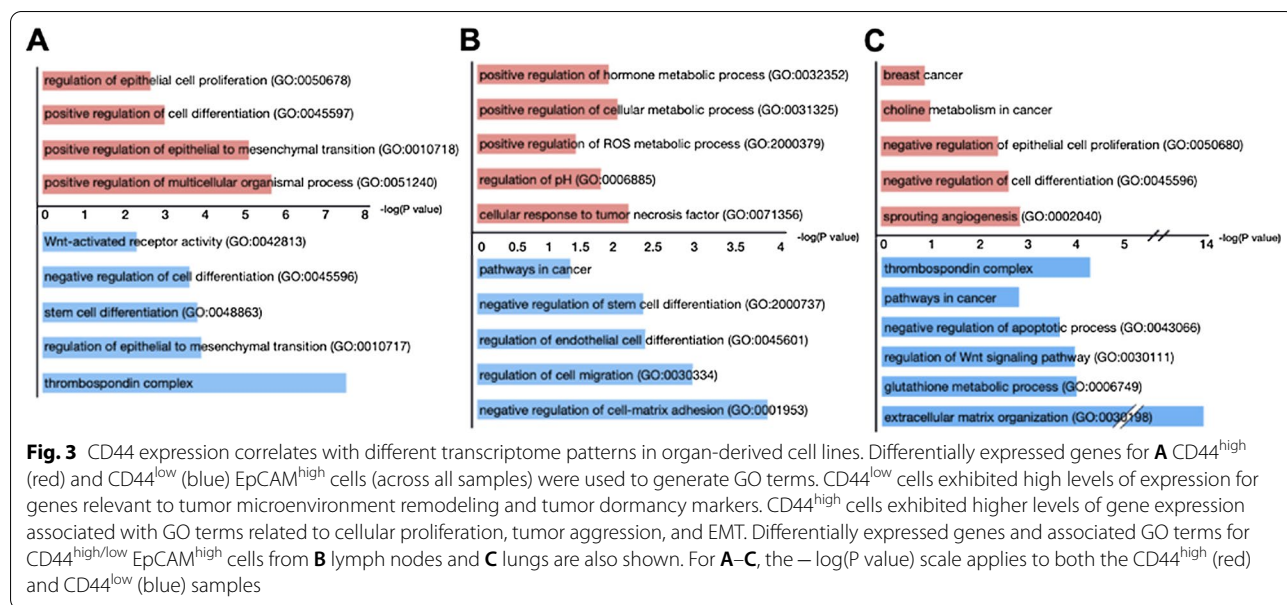 A
regulation of epithelial cell proliferation (GO:0050678)
positive regulation of cell differentiation (GO:0045597)
positive regulation of epithelial to mesenchymal transition (GO:0010718)
positive regulation of multicellular organismal process (GO:0051240)
0 1 2 3 4 5 6 7 8 -log(P value)
Wnt-activated receptor activity (GO:0042813)
negative regulation of cell differentiation (GO:0045596)
stem cell differentiation (GO:0048863)
regulation of epithelial to mesenchymal transition (GO:0010717)
thrombospondin complex
B
positive regulation of hormone metabolic process (GO:0032352)
positive regulation of cellular metabolic process (GO:0031325)
positive regulation of ROS metabolic process (GO:2000379)
regulation of pH (GO:0006885)
cellular response to tumor necrosis factor (GO:0071356)
0 0.5 1 1.5 2 2.5 3 3.5 4 -log(P value)
pathways in cancer
negative regulation of stem cell differentiation (GO:2000737)
regulation of endothelial cell differentiation (GO:0045601)
regulation of cell migration (GO:0030334)
negative regulation of cell-matrix adhesion (GO:0001953)
C
breast cancer
choline metabolism in cancer
negative regulation of epithelial cell proliferation (GO:0050680)
negative regulation of cell differentiation (GO:0045596)
sprouting angiogenesis (GO:0002040)
0 1 2 3 4 5 14 -log(P value)
thrombospondin complex
pathways in cancer
negative regulation of apoptotic process (GO:0043066)
regulation of Wnt signaling pathway (GO:0030111)
glutathione metabolic process (GO:0006749)
extracellular matrix organization (GO:0030198)
Fig. 3 CD44 expression correlates with different transcriptome patterns in organ-derived cell lines. Differentially expressed genes for A CD44high
(red) and CD44low (blue) EpCAMhigh cells (across all samples) were used to generate GO terms. CD44low cells exhibited high levels of expression for
genes relevant to tumor microenvironment remodeling and tumor dormancy markers. CD44high cells exhibited higher levels of gene expression
associated with GO terms related to cellular proliferation, tumor aggression, and EMT. Differentially expressed genes and associated GO terms for
CD44high/low EpCAMhigh cells from B lymph nodes and C lungs are also shown. For A–C, the − log(P value) scale applies to both the CD44high (red)
and CD44low (blue) samples